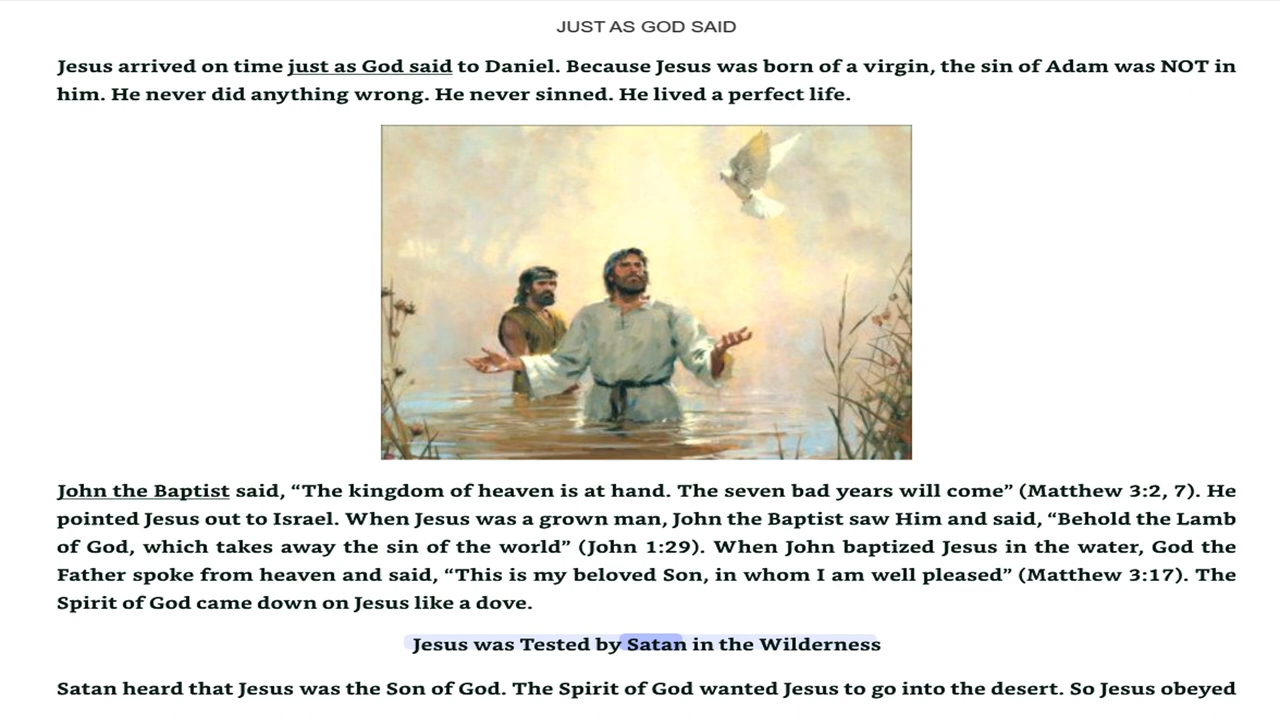 JUST AS GOD SAID
Jesus arrived on time just as God said to Daniel. Because Jesus was born of a virgin, the sin of Adam was NOT in
him. He never did anything wrong. He never sinned. He lived a perfect life.
John the Baptist said, “The kingdom of heaven is at hand. The seven bad years will come” (Matthew 3:2, 7). He
pointed Jesus out to Israel. When Jesus was a grown man, John the Baptist saw Him and said, “Behold the Lamb
of God, which takes away the sin of the world” (John 1:29). When John baptized Jesus in the water, God the
Father spoke from heaven and said, “This is my beloved Son, in whom I am well pleased” (Matthew 3:17). The
Spirit of God came down on Jesus like a dove.
Jesus was Tested by Satan in the Wilderness
Satan heard that Jesus was the Son of God. The Spirit of God wanted Jesus to go into the desert. So Jesus obeyed